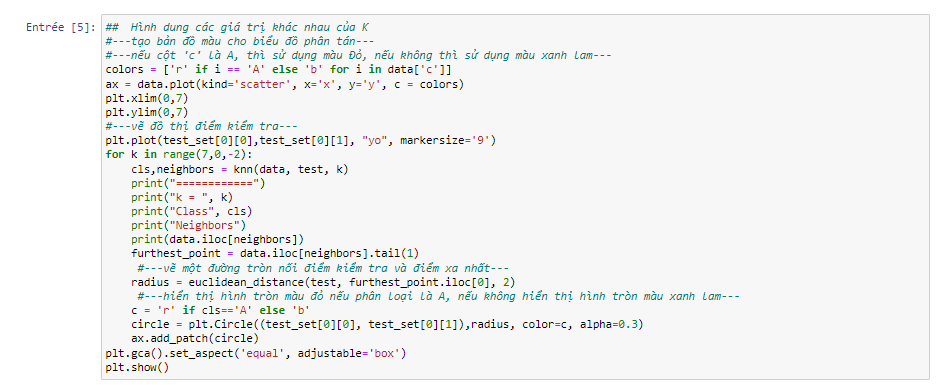 Entrée [5]: ## Hình dung các giá trị khác nhau của K
#---tạo bản đồ màu cho biểu đồ phân tán---
#---nếu cột 'c' là A, thì sử dụng màu Đỏ, nếu không thì sử dụng màu xanh lam---
colors = ['r' if i == 'A' else 'b' for i in data['c']]
ax = data.plot(kind='scatter', x='x', y='y', c = colors)
plt.xlim(0,7)
plt.ylim(0,7)
#---vẽ đồ thị điểm kiểm tra---
plt.plot(test_set[0][0],test_set[0][1], "yo", markersize='9')
for k in range(7,0,-2):
    cls,neighbors = knn(data, test, k)
    print("============")
    print("k = ", k)
    print("Class", cls)
    print("Neighbors")
    print(data.iloc[neighbors])
    furthest_point = data.iloc[neighbors].tail(1)
     #---vẽ một đường tròn nối điểm kiểm tra và điểm xa nhất---
    radius = euclidean_distance(test, furthest_point.iloc[0], 2)
     #---hiển thị hình tròn màu đỏ nếu phân loại là A, nếu không hiển thị hình tròn màu xanh lam---
    c = 'r' if cls=='A' else 'b'
    circle = plt.Circle((test_set[0][0], test_set[0][1]),radius, color=c, alpha=0.3)
    ax.add_patch(circle)
plt.gca().set_aspect('equal', adjustable='box')
plt.show()